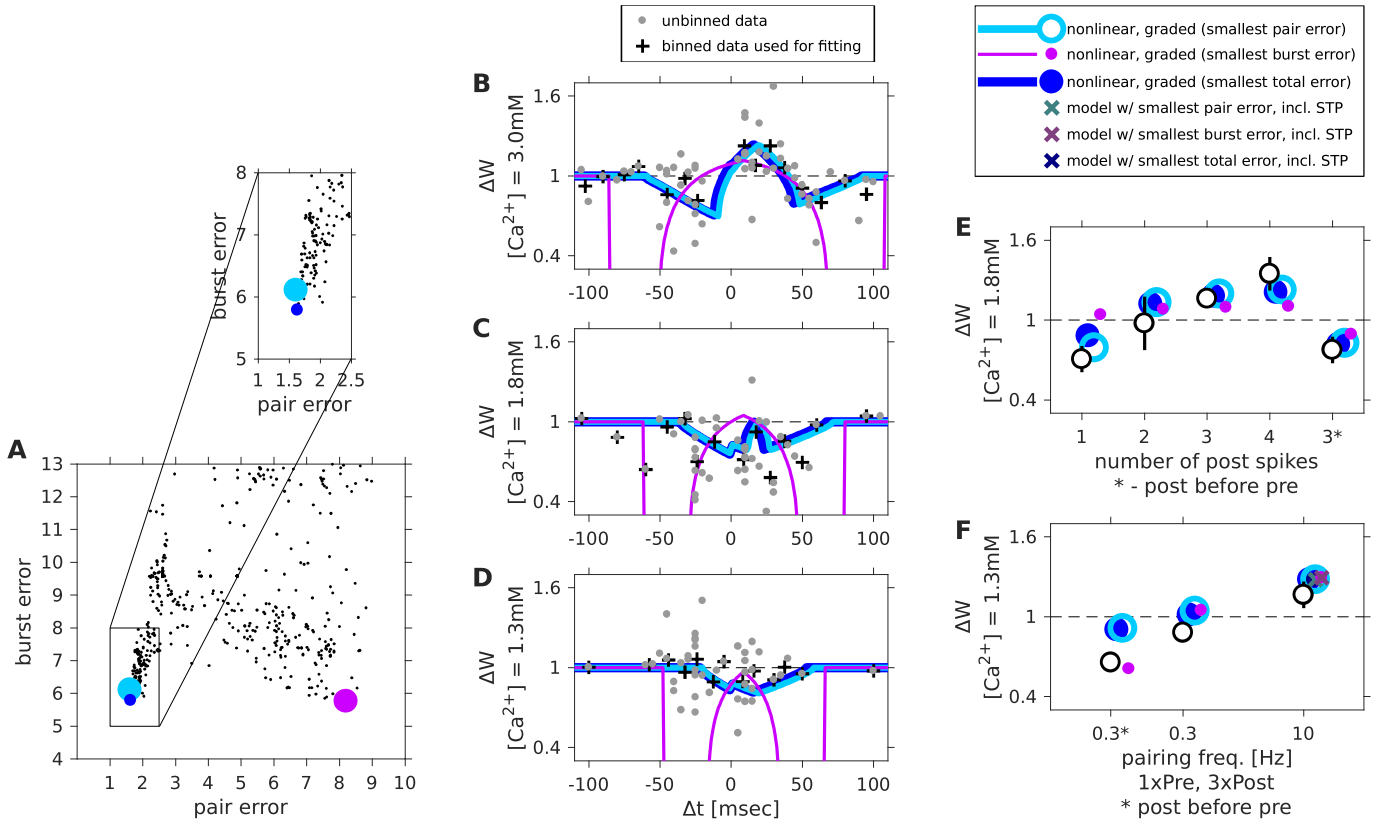 unbinned data
binned data used for fitting
nonlinear, graded (smallest pair error)
nonlinear, graded (smallest burst error)
nonlinear, graded (smallest total error)
model w/ smallest pair error, incl. STP
model w/ smallest burst error, incl. STP
model w/ smallest total error, incl. STP
A
burst error
8
7
6
5
1 1.5 2 2.5
pair error
burst error
13
12
11
10
9
8
7
6
5
4
1 2 3 4 5 6 7 8 9 10
pair error
B
ΔW
[Ca²⁺] = 3.0mM
1.6
1
0.4
-100 -50 0 50 100
C
ΔW
[Ca²⁺] = 1.8mM
1.6
1
0.4
-100 -50 0 50 100
D
ΔW
[Ca²⁺] = 1.3mM
1.6
1
0.4
-100 -50 0 50 100
Δt [msec]
E
ΔW
[Ca²⁺] = 1.8mM
1.6
1
0.4
1 2 3 4 3*
number of post spikes
* - post before pre
F
ΔW
[Ca²⁺] = 1.3mM
1.6
1
0.4
0.3* 0.3 10
pairing freq. [Hz]
1xPre, 3xPost
* post before pre